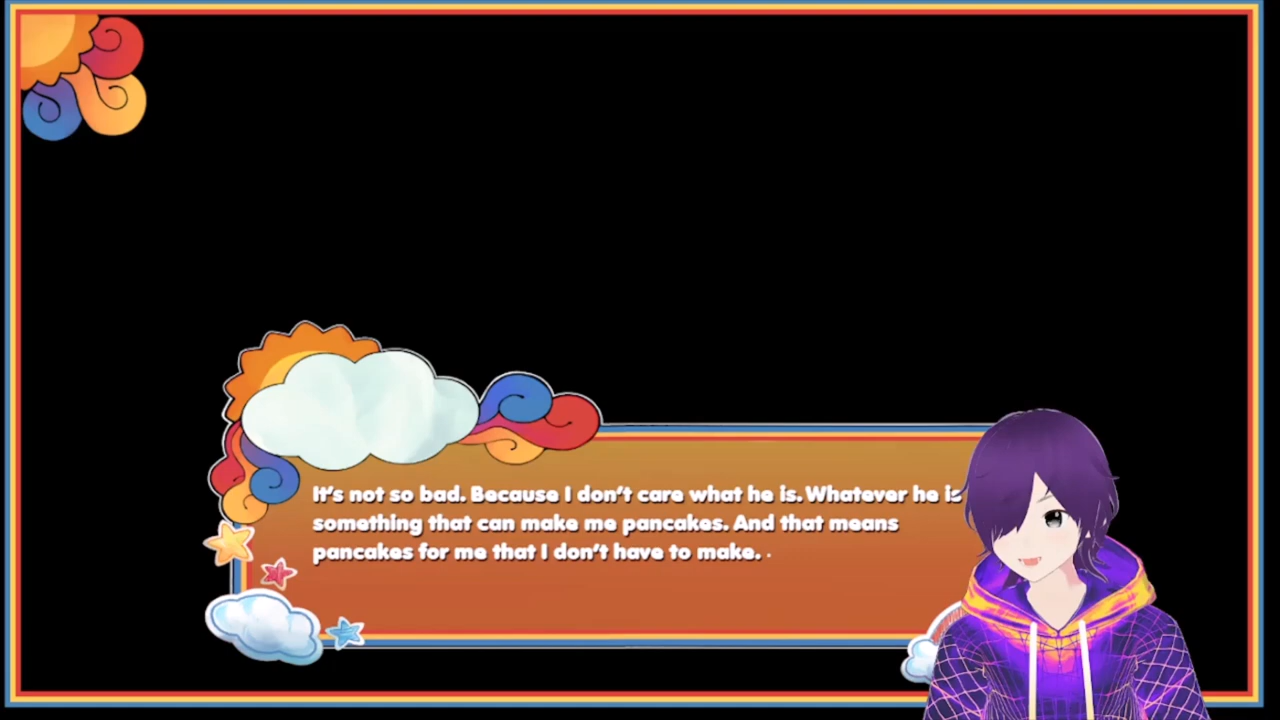 It's not so bad. Because I don't care what he is. Whatever he is
something that can make me pancakes. And that means
pancakes for me that I don't have to make. .